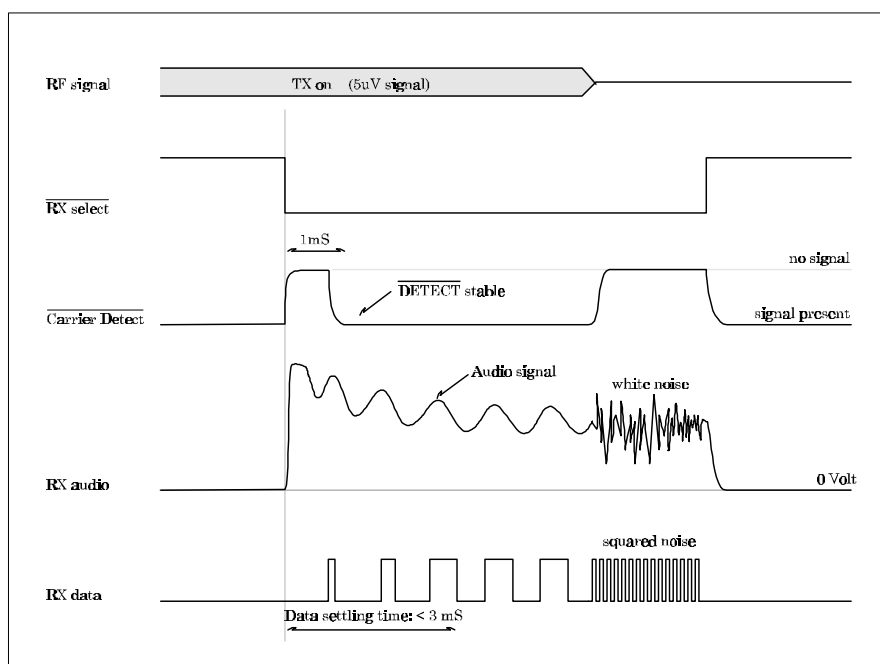 RF signal
TX on (5uV signal)
RX select
1mS
no signal
DETECT stable
Carrier Detect
signal present
Audio signal
white noise
RX audio
0 Volt
squared noise
RX data
Data settling time: < 3 mS